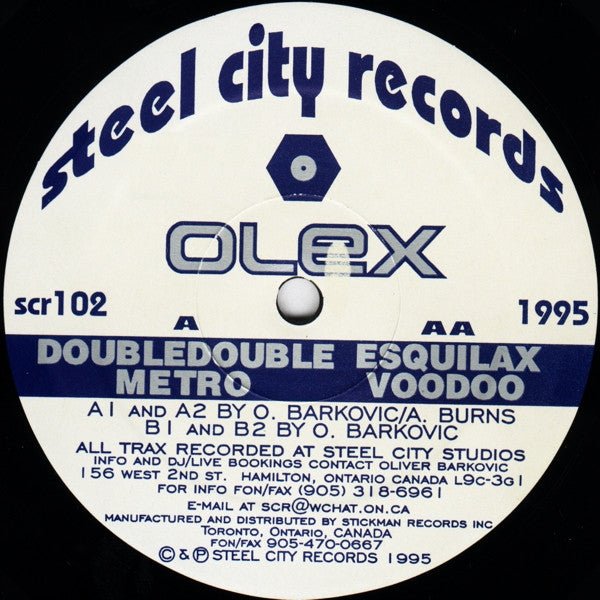 steel city records
OLEX
scr102
1995
A
AA
DOUBLEDOUBLE ESQUILAX
METRO VOODOO
A1 AND A2 BY O. BARKOVIC/A. BURNS
B1 AND B2 BY O. BARKOVIC
ALL TRAX RECORDED AT STEEL CITY STUDIOS
INFO AND DJ/LIVE BOOKINGS CONTACT OLIVER BARKOVIC
156 WEST 2ND ST. HAMILTON, ONTARIO CANADA L9C-3G1
FOR INFO FON/FAX (905) 318-6961
E-MAIL AT SCR@WCHAT.ON.CA
MANUFACTURED AND DISTRIBUTED BY STICKMAN RECORDS INC
TORONTO, ONTARIO, CANADA
FON/FAX 905-470-0667
© & ℗ STEEL CITY RECORDS 1995